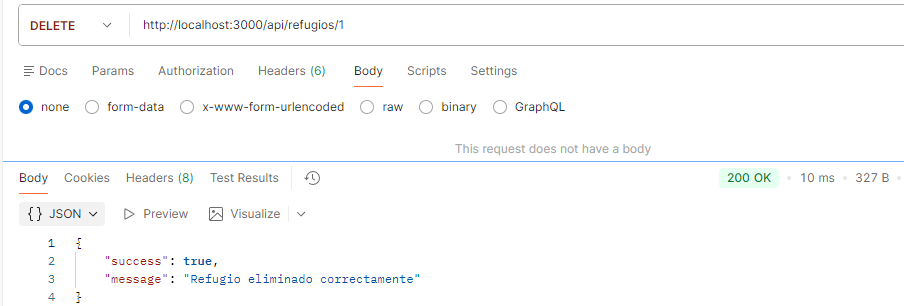 DELETE http://localhost:3000/api/refugios/1
Docs Params Authorization Headers (6) Body Scripts Settings
none form-data x-www-form-urlencoded raw binary GraphQL
This request does not have a body
Body Cookies Headers (8) Test Results 200 OK • 10 ms • 327 B •
{} JSON Preview Visualize
1 {
2 "success": true,
3 "message": "Refugio eliminado correctamente"
4 }